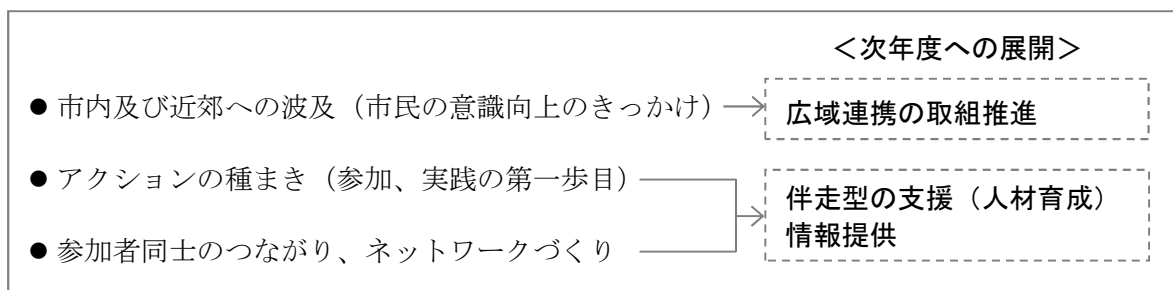 ＜次年度への展開＞
● 市内及び近郊への波及（市民の意識向上のきっかけ）
広域連携の取組推進
● アクションの種まき（参加、実践の第一歩目）
伴走型の支援（人材育成）
情報提供
● 参加者同士のつながり、ネットワークづくり